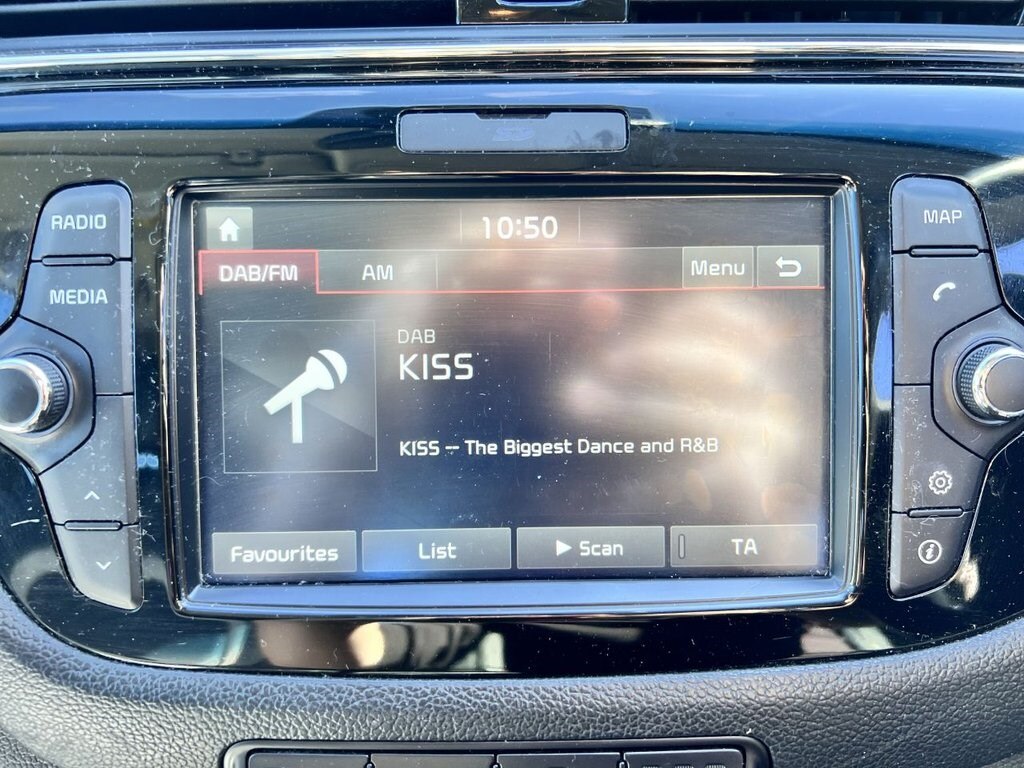 RADIO
MEDIA
10:50
DAB/FM
AM
Menu
DAB
KISS
KISS – The Biggest Dance and R&B
Favourites
List
Scan
TA
MAP